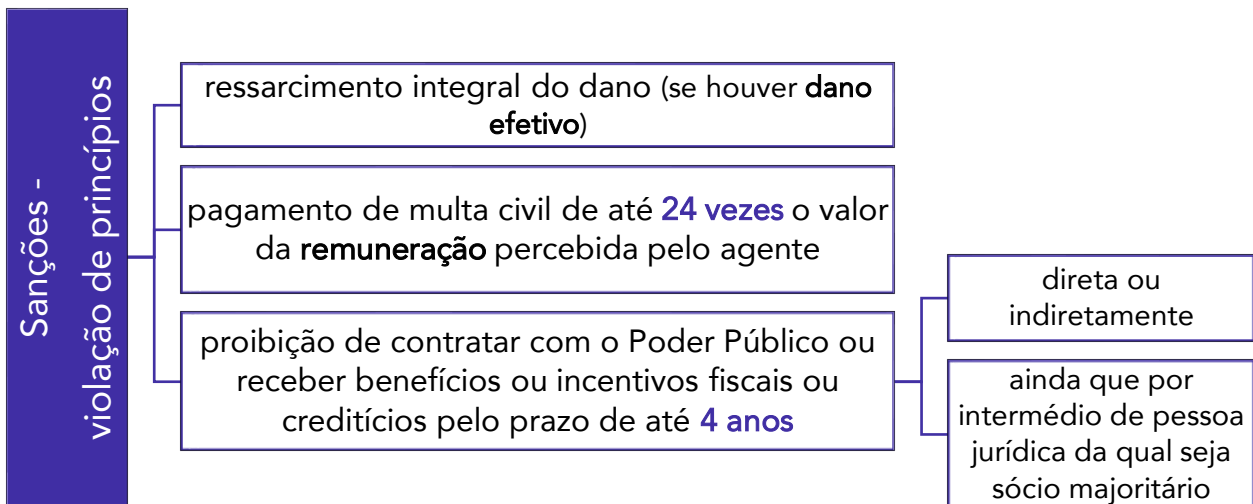 Sanções -
violação de princípios
ressarcimento integral do dano (se houver dano
efetivo)
pagamento de multa civil de até 24 vezes o valor
da remuneração percebida pelo agente
proibição de contratar com o Poder Público ou
receber benefícios ou incentivos fiscais ou
creditícios pelo prazo de até 4 anos
direta ou
indiretamente
ainda que por
intermédio de pessoa
jurídica da qual seja
sócio majoritário